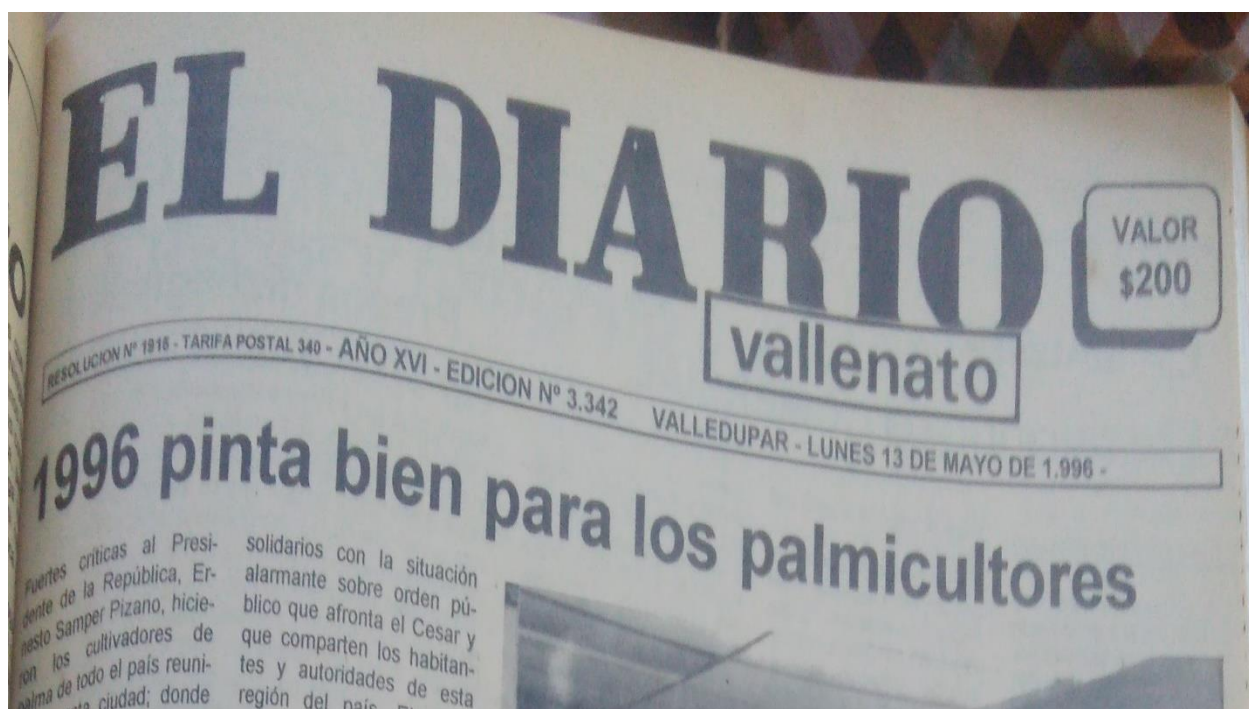 EL DIARIO
vallenato
VALOR
$200
RESOLUCION Nº 1816 - TARIFA POSTAL 340 - AÑO XVI - EDICION Nº 3.342 VALLEDUPAR - LUNES 13 DE MAYO DE 1.996 -
1996 pinta bien para los palmicultores
Fuertes críticas al Presi-
dente de la República, Er-
nesto Samper Pizano, hicie-
ron los cultivadores de
palma de todo el país reuni-
ciudad; donde
solidarios con la situación
alarmante sobre orden pú-
blico que afronta el Cesar y
que comparten los habitan-
tes y autoridades de esta
región del país.